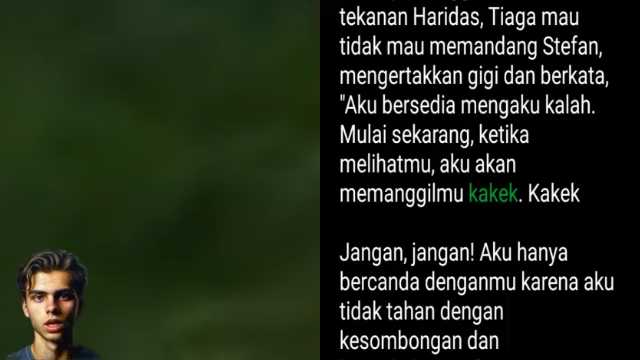 tekanan Haridas, Tiaga mau
tidak mau memandang Stefan,
mengertakkan gigi dan berkata,
"Aku bersedia mengaku kalah.
Mulai sekarang, ketika
melihatmu, aku akan
memanggilmu kakek. Kakek
Jangan, jangan! Aku hanya
bercanda denganmu karena aku
tidak tahan dengan
kesombongan dan